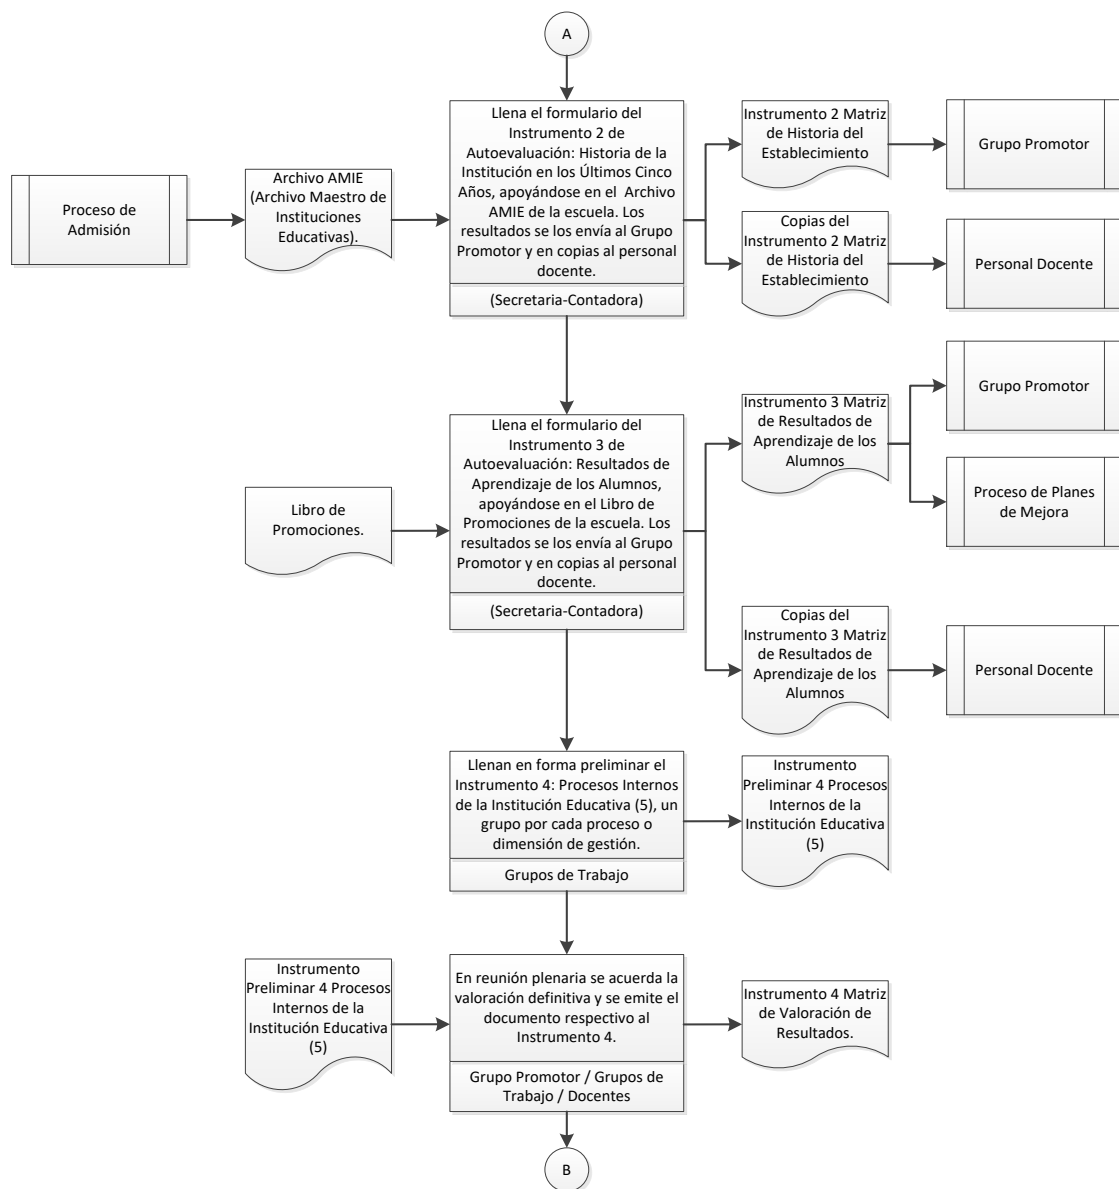 A
Llena el formulario del
Instrumento 2 de
Autoevaluación: Historia de la
Institución en los Últimos Cinco
Años, apoyándose en el Archivo
AMIE de la escuela. Los
resultados se los envía al Grupo
Promotor y en copias al personal
docente.
(Secretaria-Contadora)
Proceso de
Admisión
Archivo AMIE
(Archivo Maestro de
Instituciones
Educativas).
Instrumento 2 Matriz
de Historia del
Establecimiento
Grupo Promotor
Copias del
Instrumento 2 Matriz
de Historia del
Establecimiento
Personal Docente
Llena el formulario del
Instrumento 3 de
Autoevaluación: Resultados de
Aprendizaje de los Alumnos,
apoyándose en el Libro de
Promociones de la escuela. Los
resultados se los envía al Grupo
Promotor y en copias al personal
docente.
(Secretaria-Contadora)
Libro de
Promociones.
Instrumento 3 Matriz
de Resultados de
Aprendizaje de los
Alumnos
Grupo Promotor
Proceso de Planes
de Mejora
Copias del
Instrumento 3 Matriz
de Resultados de
Aprendizaje de los
Alumnos
Personal Docente
Llenan en forma preliminar el
Instrumento 4: Procesos Internos
de la Institución Educativa (5), un
grupo por cada proceso o
dimensión de gestión.
Grupos de Trabajo
Instrumento
Preliminar 4 Procesos
Internos de la
Institución Educativa
(5)
Instrumento
Preliminar 4 Procesos
Internos de la
Institución Educativa
(5)
En reunión plenaria se acuerda la
valoración definitiva y se emite el
documento respectivo al
Instrumento 4.
Grupo Promotor / Grupos de
Trabajo / Docentes
Instrumento 4 Matriz
de Valoración de
Resultados.
B